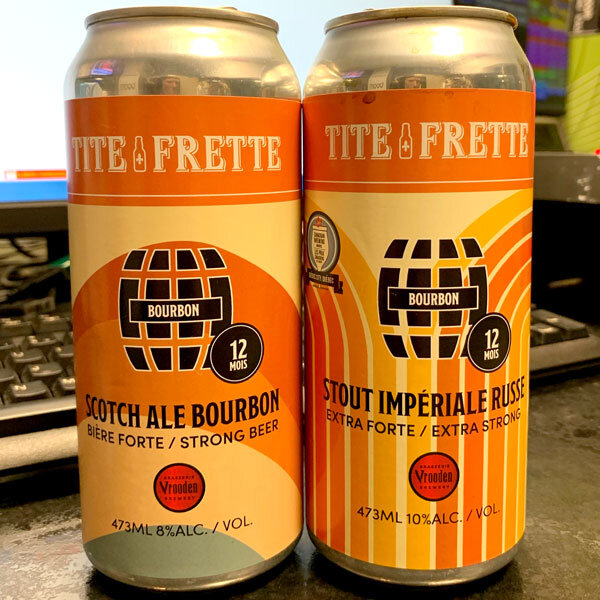 TITE FRETTE
BOURBON
12
MOIS
SCOTCH ALE BOURBON
BIÈRE FORTE / STRONG BEER
BRASSERIE
Vrooden
BREWERY
473ML 8%ALC. / VOL.
TITE FRETTE
BOURBON
12
MOIS
STOUT IMPÉRIALE RUSSE
EXTRA FORTE / EXTRA STRONG
BRASSERIE
Vrooden
BREWERY
473ML 10%ALC. / VOL.